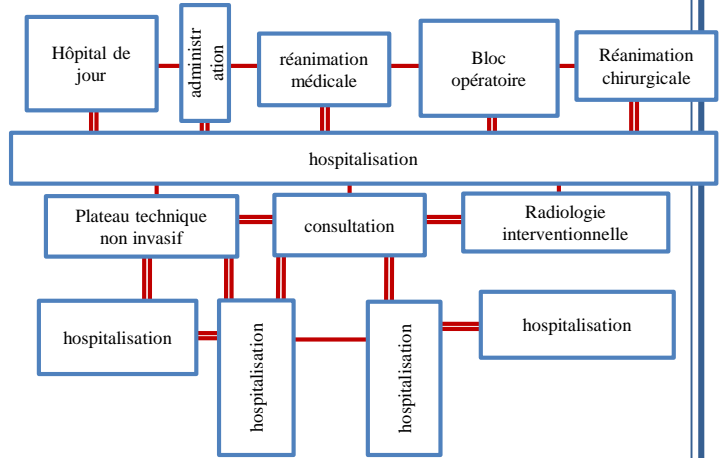 Hôpital de
jour
administr
ation
réanimation
médicale
Bloc
opératoire
Réanimation
chirurgicale
hospitalisation
Plateau technique
non invasif
consultation
Radiologie
interventionnelle
hospitalisation
hospitalisation
hospitalisation
hospitalisation